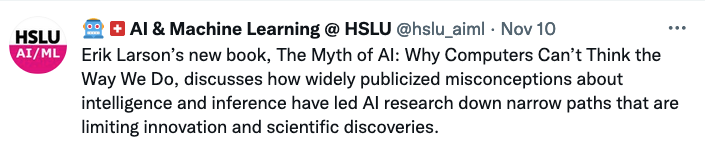 HSLU
AI/ML
🤖🇨🇭 AI & Machine Learning @ HSLU @hslu_aiml · Nov 10
Erik Larson’s new book, The Myth of AI: Why Computers Can’t Think the
Way We Do, discusses how widely publicized misconceptions about
intelligence and inference have led AI research down narrow paths that are
limiting innovation and scientific discoveries.